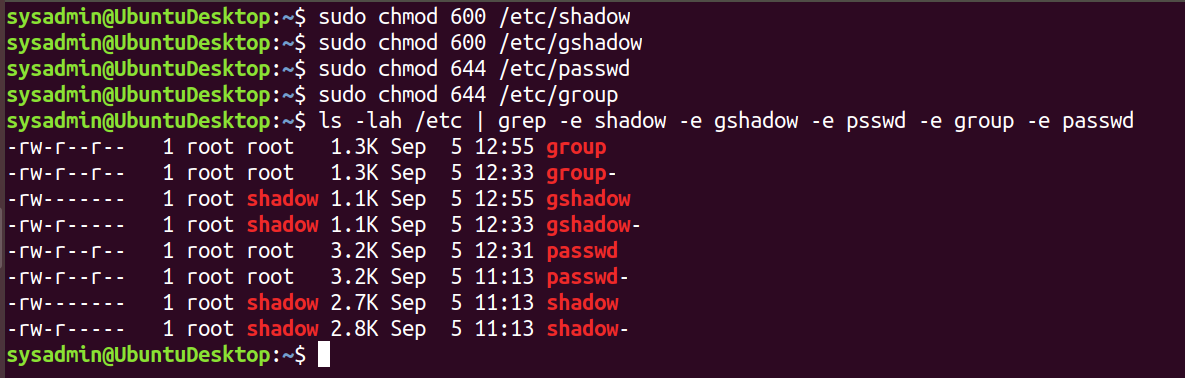 sysadmin@UbuntuDesktop:~$ sudo chmod 600 /etc/shadow
sysadmin@UbuntuDesktop:~$ sudo chmod 600 /etc/gshadow
sysadmin@UbuntuDesktop:~$ sudo chmod 644 /etc/passwd
sysadmin@UbuntuDesktop:~$ sudo chmod 644 /etc/group
sysadmin@UbuntuDesktop:~$ ls -lah /etc | grep -e shadow -e gshadow -e psswd -e group -e passwd
-rw-r--r--   1 root root   1.3K Sep  5 12:55 group
-rw-r--r--   1 root root   1.3K Sep  5 12:33 group-
-rw-------   1 root shadow 1.1K Sep  5 12:55 gshadow
-rw-r-----   1 root shadow 1.1K Sep  5 12:33 gshadow-
-rw-r--r--   1 root root   3.2K Sep  5 12:31 passwd
-rw-r--r--   1 root root   3.2K Sep  5 11:13 passwd-
-rw-------   1 root shadow 2.7K Sep  5 11:13 shadow
-rw-r-----   1 root shadow 2.8K Sep  5 11:13 shadow-
sysadmin@UbuntuDesktop:~$